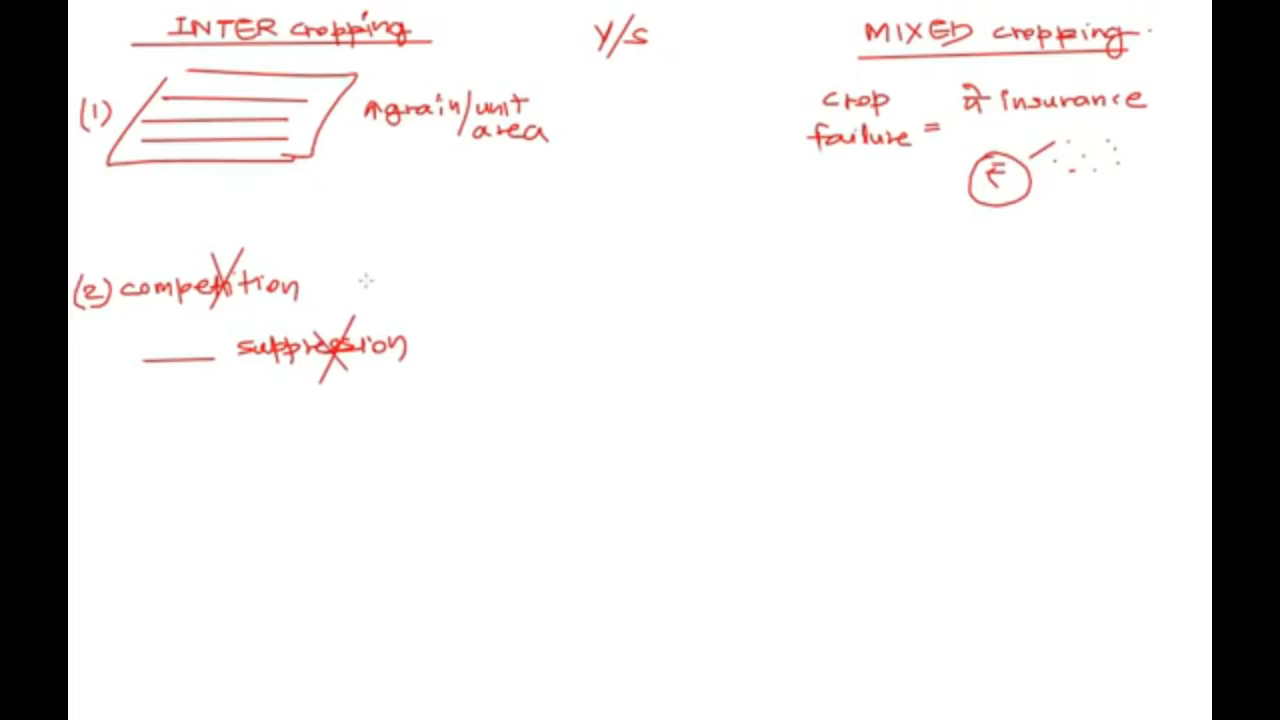 INTER cropping
Y/s
MIXED cropping
(1)
↑grain/unit area
crop failure =
insurance
₹
(2) competition
suppression